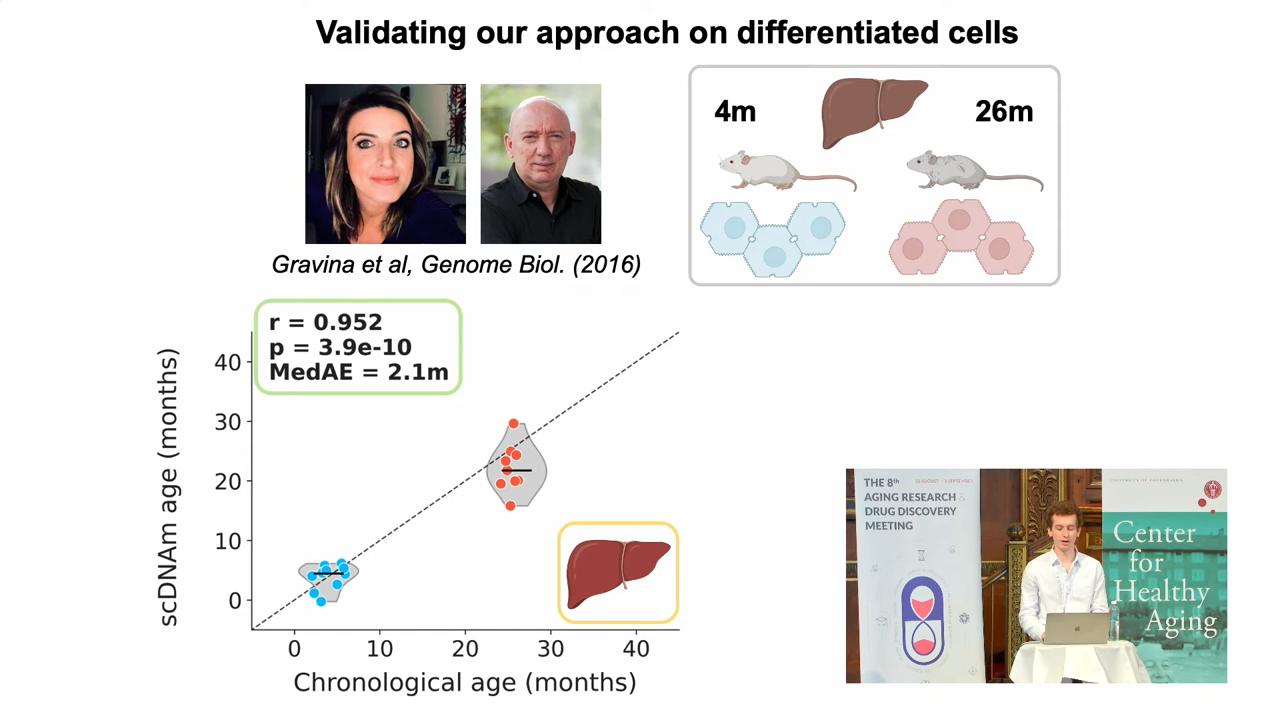 Validating our approach on differentiated cells
4m
26m
Gravina et al, Genome Biol. (2016)
r = 0.952
p = 3.9e-10
MedAE = 2.1m
scDNAm age (months)
40
30
20
10
0
0 10 20 30 40
Chronological age (months)
THE 8th
AGING RESEARCH &
DRUG DISCOVERY
MEETING
UNIVERSITY OF COPENHAGEN
Center
for
Healthy
Aging